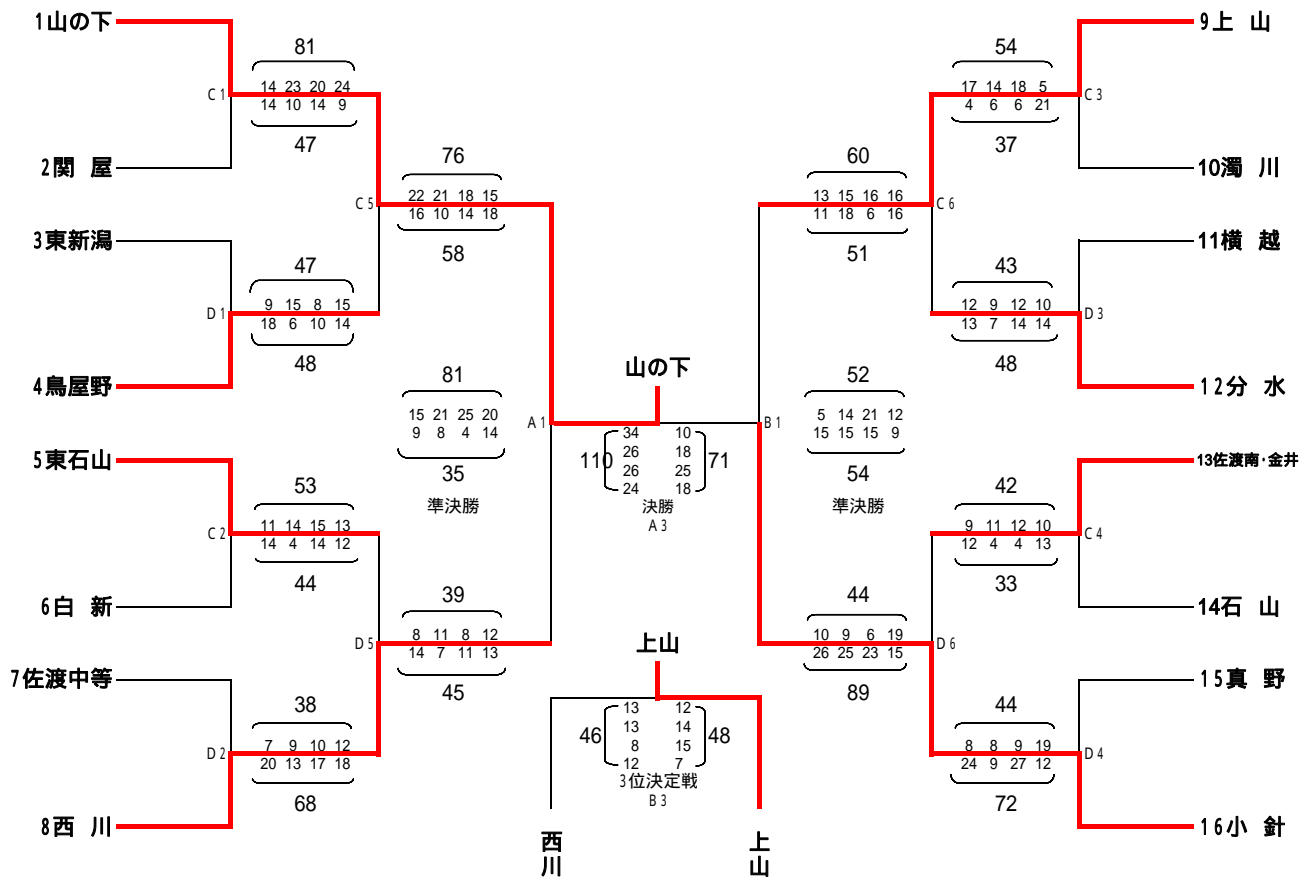 1山の下
81
14 23 20 24
C1
14 10 14 9
47
2関 屋
76
22 21 18 15
C5
16 10 14 18
58
3東新潟
47
9 15 8 15
D1
18 6 10 14
48
4鳥屋野
81
15 21 25 20
9 8 4 14
35
準決勝
A1
5東石山
53
11 14 15 13
C2
14 4 14 12
44
6白 新
39
8 11 8 12
D5
14 7 11 13
45
7佐渡中等
38
7 9 10 12
D2
20 13 17 18
68
8西 川
山の下
34 10
26 18
110 71
26 25
24 18
決勝
A3
上山
13 12
13 14
46 48
8 15
12 7
3位決定戦
B3
西川
上山
9上 山
54
17 14 18 5
C3
4 6 6 21
37
10濁 川
60
13 15 16 16
C6
11 18 6 16
51
11横 越
43
12 9 12 10
D3
13 7 14 14
48
12分 水
52
5 14 21 12
B1
15 15 15 9
54
準決勝
13佐渡南・金井
42
9 11 12 10
C4
12 4 4 13
33
14石 山
44
10 9 6 19
D6
26 25 23 15
89
15真 野
44
8 8 9 19
D4
24 9 27 12
72
16小 針